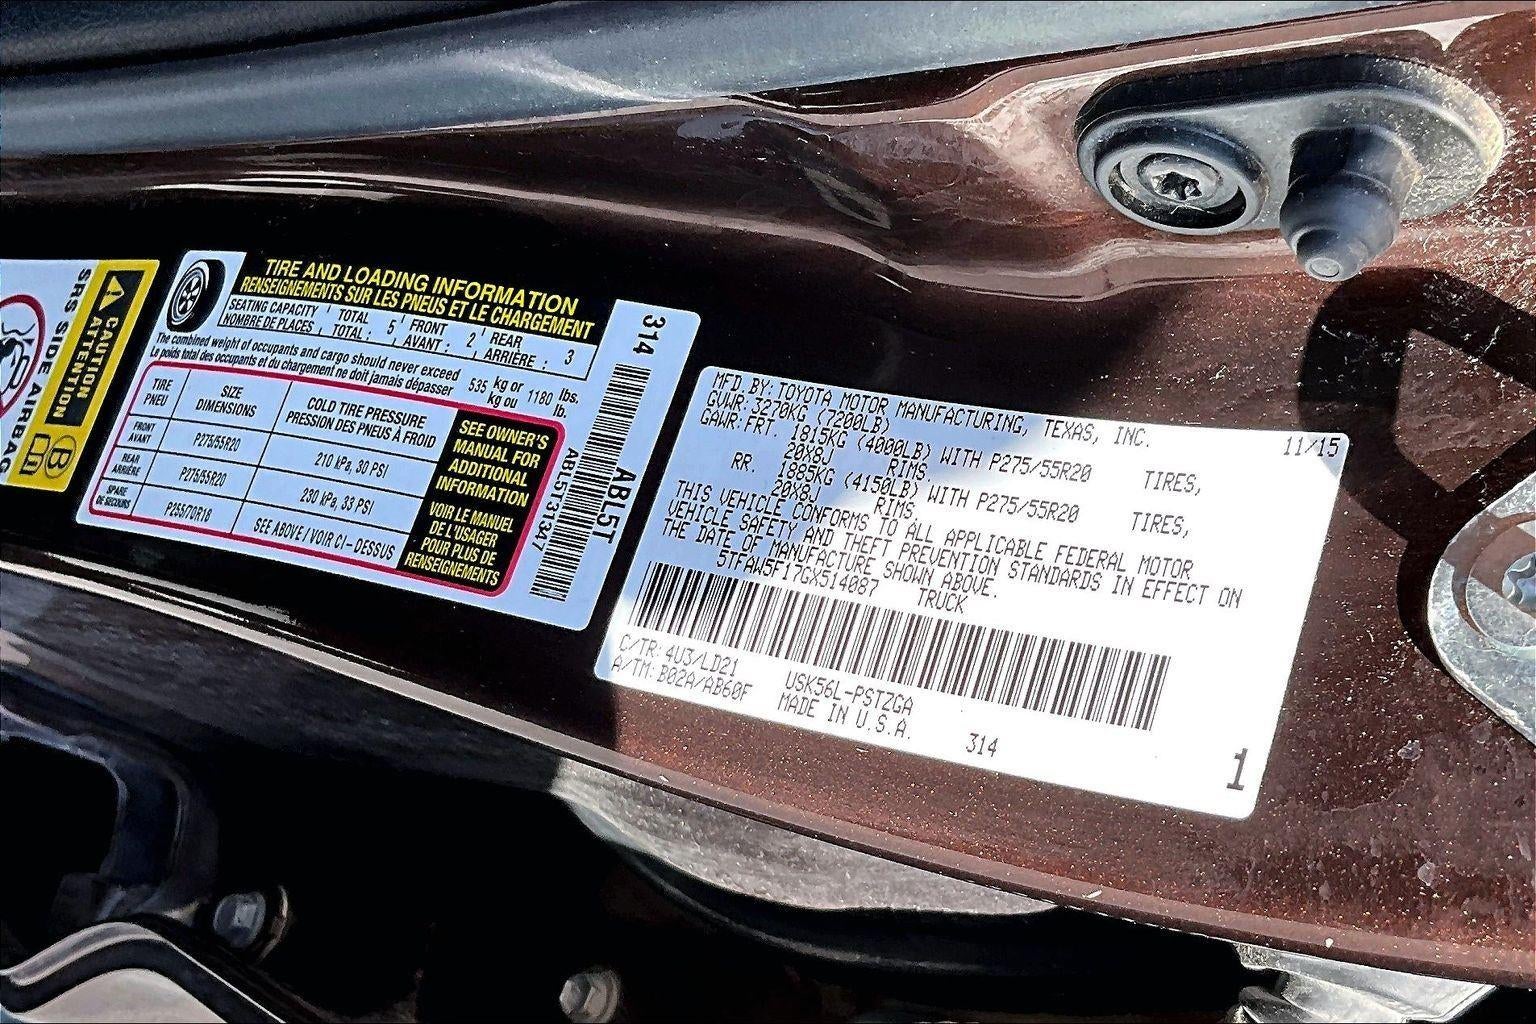 SRS SIDE AIRBAG
CAUTION
ATTENTION
TIRE AND LOADING INFORMATION
RENSEIGNEMENTS SUR LES PNEUS ET LE CHARGEMENT
SEATING CAPACITY TOTAL 5 FRONT 2 REAR 3
NOMBRE DE PLACES TOTAL : AVANT : ARRIÈRE :
The combined weight of occupants and cargo should never exceed 535 kg or 1180 lbs.
Le poids total des occupants et du chargement ne doit jamais dépasser kg ou lb.
TIRE SIZE COLD TIRE PRESSURE
PNEU DIMENSIONS PRESSION DES PNEUS À FROID
FRONT AVANT P275/55R20 210 kPa, 30 PSI
REAR ARRIÈRE P275/55R20 230 kPa, 33 PSI
SPARE DE SECOURS P255/70R18 SEE ABOVE / VOIR CI-DESSUS
SEE OWNER'S
MANUAL FOR
ADDITIONAL
INFORMATION
VOIR LE MANUEL
DE L'USAGER
POUR PLUS DE
RENSEIGNEMENTS
314
ABL5T31347
ABL5T
MFD. BY: TOYOTA MOTOR MANUFACTURING, TEXAS, INC. 11/15
GVWR: 3270KG (7200LB)
GAWR: FRT. 1815KG (4000LB) WITH P275/55R20 TIRES,
20X8J RIMS.
RR. 1885KG (4150LB) WITH P275/55R20 TIRES,
20X8J RIMS.
THIS VEHICLE CONFORMS TO ALL APPLICABLE FEDERAL MOTOR
VEHICLE SAFETY AND THEFT PREVENTION STANDARDS IN EFFECT ON
THE DATE OF MANUFACTURE SHOWN ABOVE.
5TFAW5F17GX514087 TRUCK
C/TR: 4U3/LD21 USK56L-PSTZGA
A/TM: B02A/AB60F MADE IN U.S.A.
314
1